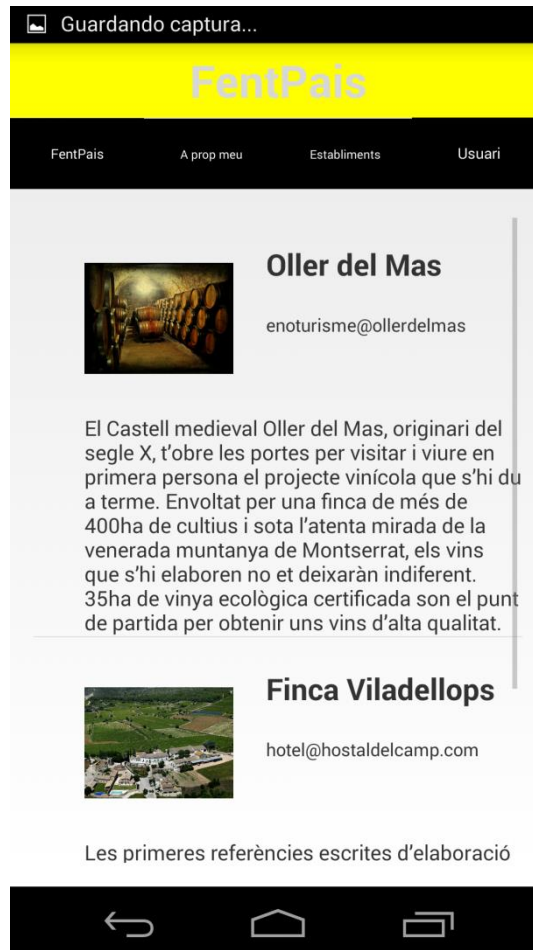 Guardando captura...
FentPais
FentPais A prop meu Establiments Usuari
Oller del Mas
enoturisme@ollerdelmas
El Castell medieval Oller del Mas, originari del
segle X, t'obre les portes per visitar i viure en
primera persona el projecte vinícola que s'hi du
a terme. Envoltat per una finca de més de
400ha de cultius i sota l'atenta mirada de la
venerada muntanya de Montserrat, els vins
que s'hi elaboren no et deixaràn indiferent.
35ha de vinya ecològica certificada son el punt
de partida per obtenir uns vins d'alta qualitat.
Finca Viladellops
hotel@hostaldelcamp.com
Les primeres referències escrites d'elaboració